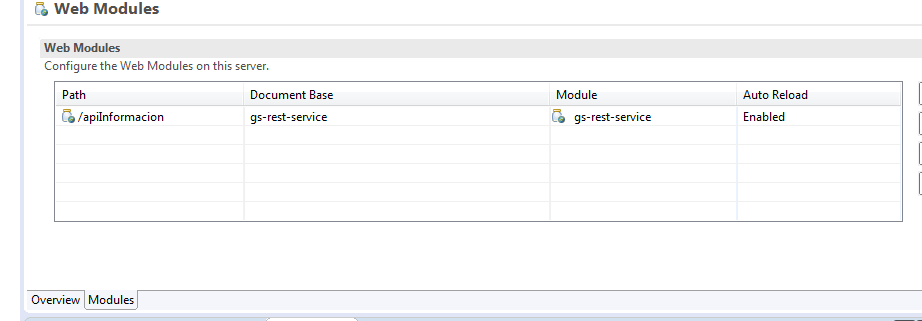 Web Modules
Web Modules
Configure the Web Modules on this server.
Path Document Base Module Auto Reload
/apiInformacion gs-rest-service gs-rest-service Enabled
Overview Modules